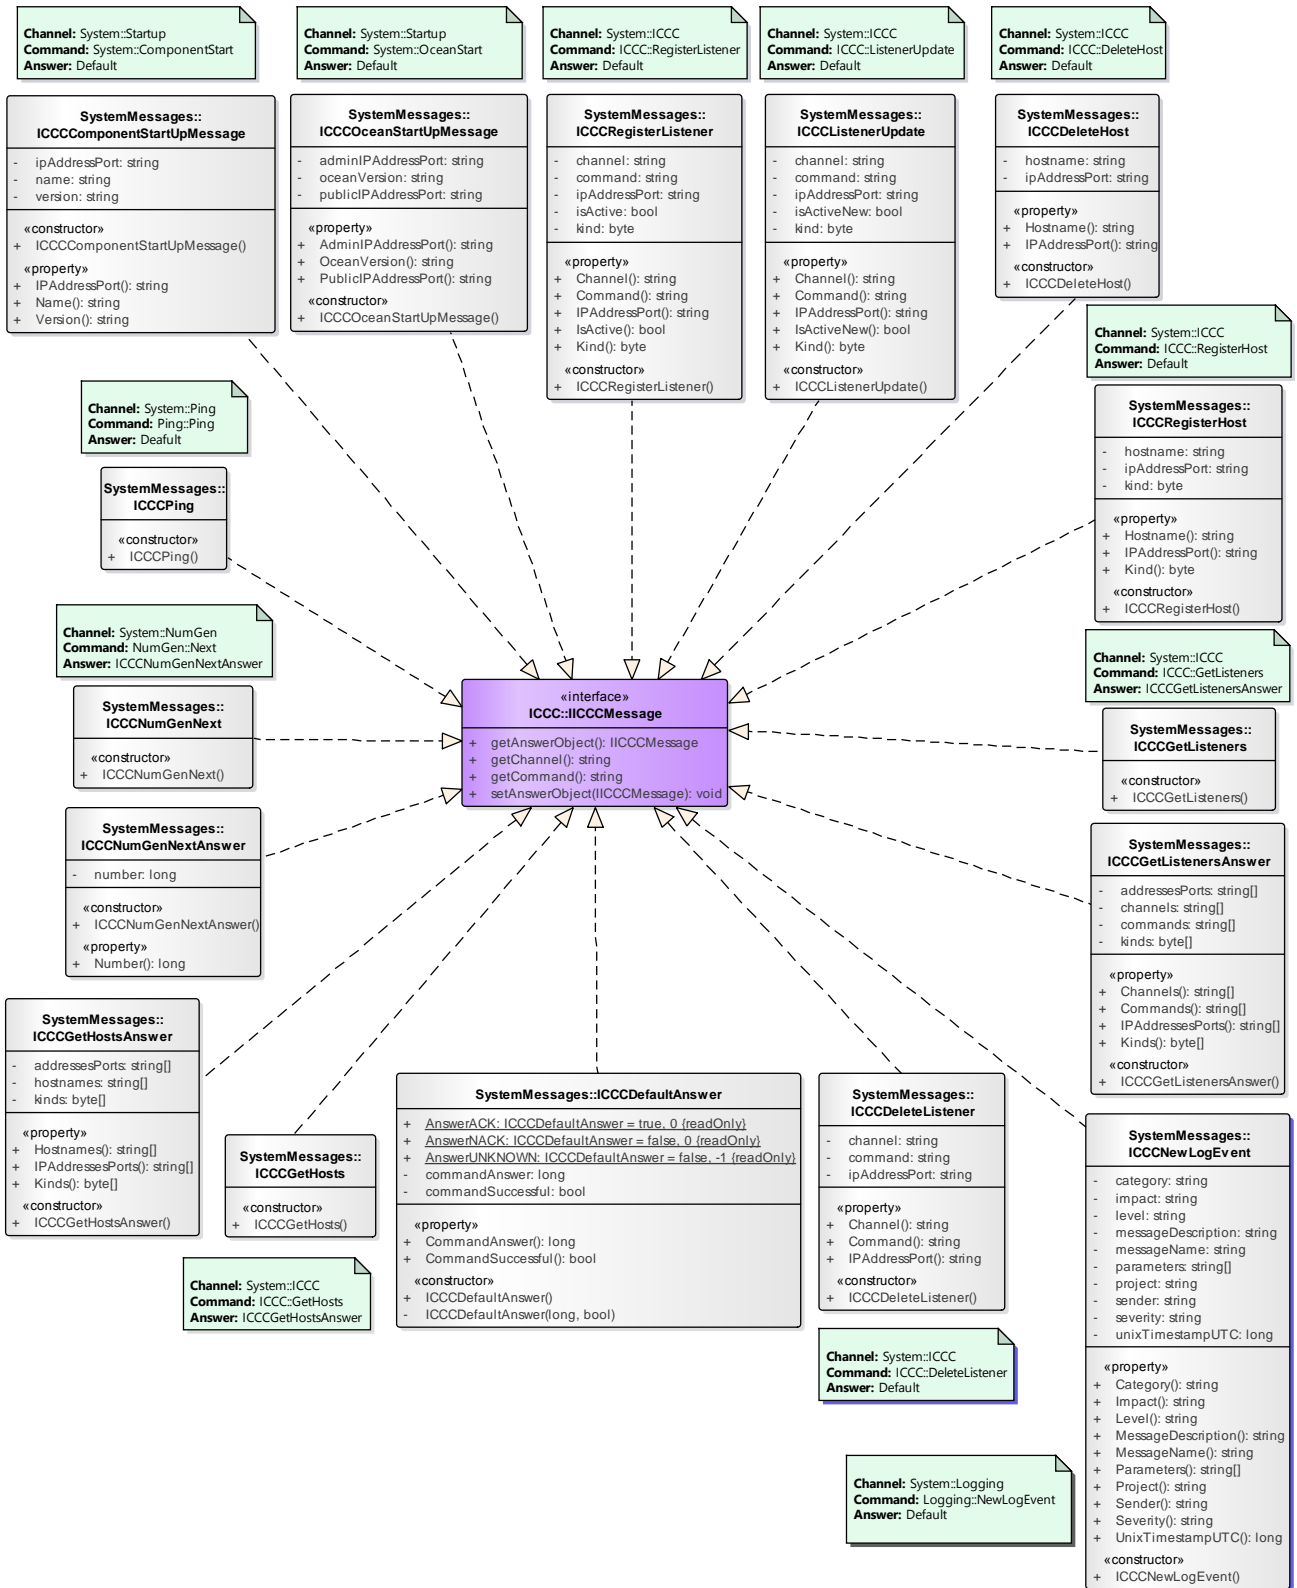 Channel: System::Startup
Command: System::ComponentStart
Answer: Default
Channel: System::Startup
Command: System::OceanStart
Answer: Default
Channel: System::ICCC
Command: ICCC::RegisterListener
Answer: Default
Channel: System::ICCC
Command: ICCC::ListenerUpdate
Answer: Default
Channel: System::ICCC
Command: ICCC::DeleteHost
Answer: Default
SystemMessages::
ICCCComponentStartUpMessage
- ipAddressPort: string
- name: string
- version: string
«constructor»
+ ICCCComponentStartUpMessage()
«property»
+ IPAddressPort(): string
+ Name(): string
+ Version(): string
SystemMessages::
ICCCOceanStartUpMessage
- adminIPAddressPort: string
- oceanVersion: string
- publicIPAddressPort: string
«property»
+ AdminIPAddressPort(): string
+ OceanVersion(): string
+ PublicIPAddressPort(): string
«constructor»
+ ICCCOceanStartUpMessage()
SystemMessages::
ICCCRegisterListener
- channel: string
- command: string
- ipAddressPort: string
- isActive: bool
- kind: byte
«property»
+ Channel(): string
+ Command(): string
+ IPAddressPort(): string
+ IsActive(): bool
+ Kind(): byte
«constructor»
+ ICCCRegisterListener()
SystemMessages::
ICCCListenerUpdate
- channel: string
- command: string
- ipAddressPort: string
- isActiveNew: bool
- kind: byte
«property»
+ Channel(): string
+ Command(): string
+ IPAddressPort(): string
+ IsActiveNew(): bool
+ Kind(): byte
«constructor»
+ ICCCListenerUpdate()
SystemMessages::
ICCCDeleteHost
- hostname: string
- ipAddressPort: string
«property»
+ Hostname(): string
+ IPAddressPort(): string
«constructor»
+ ICCCDeleteHost()
Channel: System::ICCC
Command: ICCC::RegisterHost
Answer: Default
SystemMessages::
ICCCRegisterHost
- hostname: string
- ipAddressPort: string
- kind: byte
«property»
+ Hostname(): string
+ IPAddressPort(): string
+ Kind(): byte
«constructor»
+ ICCCRegisterHost()
Channel: System::Ping
Command: Ping::Ping
Answer: Deafult
SystemMessages::
ICCCPing
«constructor»
+ ICCCPing()
Channel: System::NumGen
Command: NumGen::Next
Answer: ICCCNumGenNextAnswer
SystemMessages::
ICCCNumGenNext
«constructor»
+ ICCCNumGenNext()
«interface»
ICCC::IICCCMessage
+ getAnswerObject(): IICCCMessage
+ getChannel(): string
+ getCommand(): string
+ setAnswerObject(IICCCMessage): void
Channel: System::ICCC
Command: ICCC::GetListeners
Answer: ICCCGetListenersAnswer
SystemMessages::
ICCCGetListeners
«constructor»
+ ICCCGetListeners()
SystemMessages::
ICCCNumGenNextAnswer
- number: long
«constructor»
+ ICCCNumGenNextAnswer()
«property»
+ Number(): long
SystemMessages::
ICCCGetListenersAnswer
- addressesPorts: string[]
- channels: string[]
- commands: string[]
- kinds: byte[]
«property»
+ Channels(): string[]
+ Commands(): string[]
+ IPAddressesPorts(): string[]
+ Kinds(): byte[]
«constructor»
+ ICCCGetListenersAnswer()
SystemMessages::
ICCCGetHostsAnswer
- addressesPorts: string[]
- hostnames: string[]
- kinds: byte[]
«property»
+ Hostnames(): string[]
+ IPAddressesPorts(): string[]
+ Kinds(): byte[]
«constructor»
+ ICCCGetHostsAnswer()
SystemMessages::
ICCCGetHosts
«constructor»
+ ICCCGetHosts()
Channel: System::ICCC
Command: ICCC::GetHosts
Answer: ICCCGetHostsAnswer
SystemMessages::ICCCDefaultAnswer
+ AnswerACK: ICCCDefaultAnswer = true, 0 {readOnly}
+ AnswerNACK: ICCCDefaultAnswer = false, 0 {readOnly}
+ AnswerUNKNOWN: ICCCDefaultAnswer = false, -1 {readOnly}
- commandAnswer: long
- commandSuccessful: bool
«property»
+ CommandAnswer(): long
+ CommandSuccessful(): bool
«constructor»
+ ICCCDefaultAnswer()
- ICCCDefaultAnswer(long, bool)
SystemMessages::
ICCCDeleteListener
- channel: string
- command: string
- ipAddressPort: string
«property»
+ Channel(): string
+ Command(): string
+ IPAddressPort(): string
«constructor»
+ ICCCDeleteListener()
Channel: System::ICCC
Command: ICCC::DeleteListener
Answer: Default
SystemMessages::
ICCCNewLogEvent
- category: string
- impact: string
- level: string
- messageDescription: string
- messageName: string
- parameters: string[]
- project: string
- sender: string
- severity: string
- unixTimestampUTC: long
«property»
+ Category(): string
+ Impact(): string
+ Level(): string
+ MessageDescription(): string
+ MessageName(): string
+ Parameters(): string[]
+ Project(): string
+ Sender(): string
+ Severity(): string
+ UnixTimestampUTC(): long
«constructor»
+ ICCCNewLogEvent()
Channel: System::Logging
Command: Logging::NewLogEvent
Answer: Default